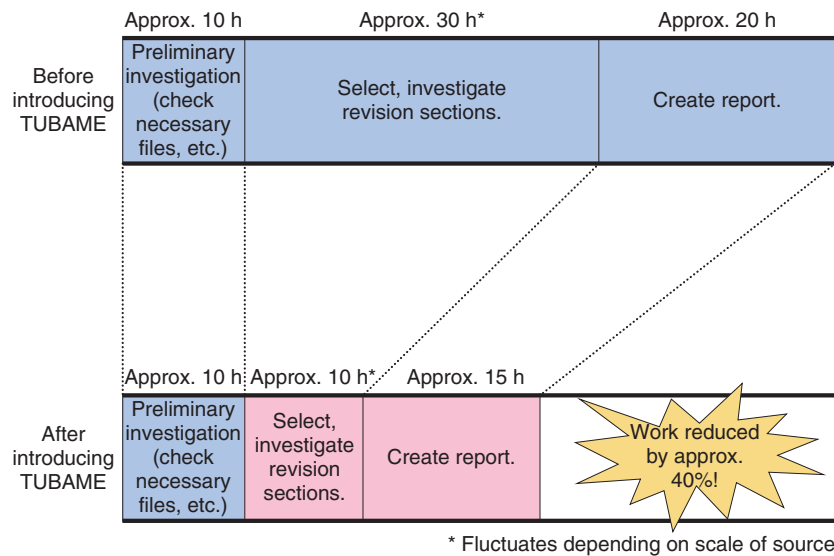 Approx. 10 h
Approx. 30 h*
Approx. 20 h
Before
introducing
TUBAME
Preliminary
investigation
(check
necessary
files, etc.)
Select, investigate
revision sections.
Create report.
Approx. 10 h
Approx. 10 h*
Approx. 15 h
After
introducing
TUBAME
Preliminary
investigation
(check
necessary
files, etc.)
Select,
investigate
revision
sections.
Create report.
Work reduced
by approx.
40%!
* Fluctuates depending on scale of source